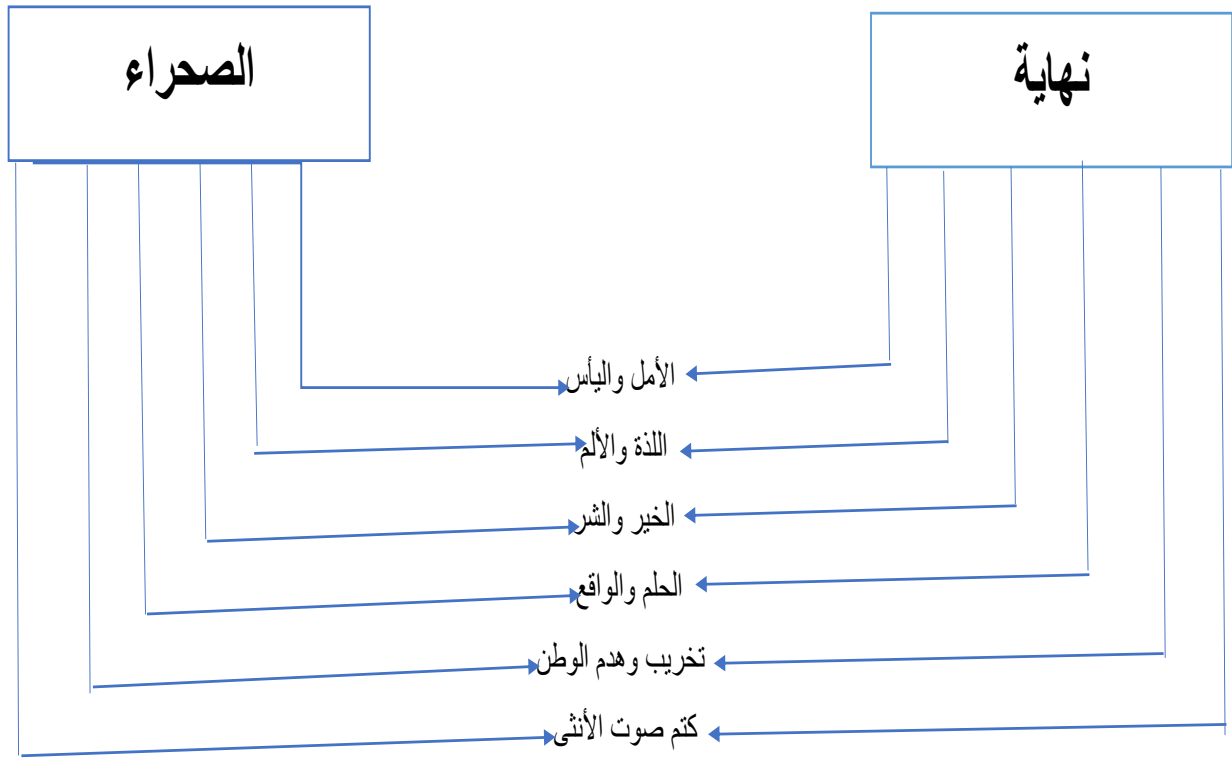 نهاية
الصحراء
الأمل واليأس
اللذة والألم
الخير والشر
الحلم والواقع
تخريب وهدم الوطن
كتم صوت الأنثى